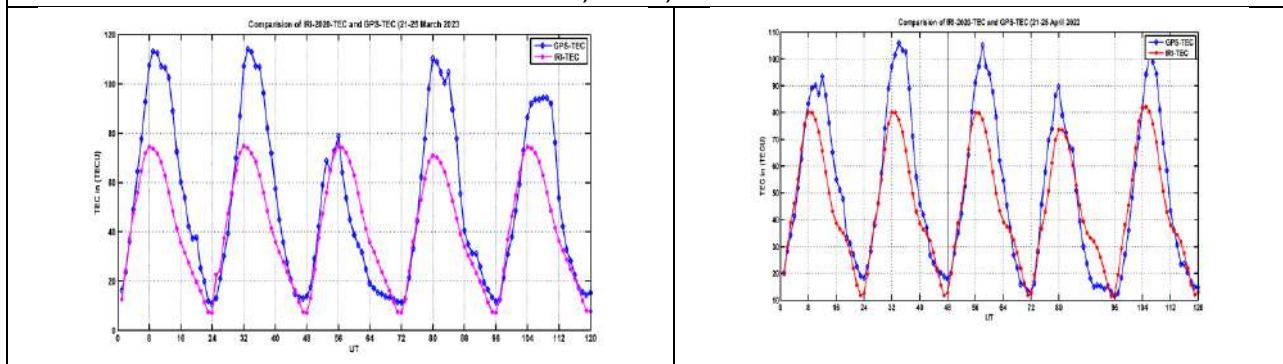 Comparision of IRI-2020-TEC and GPS-TEC (21-25 March 2023
GPS-TEC
IRI-TEC
TEC in (TECU)
120
100
80
60
40
20
0
0 8 16 24 32 40 48 56 64 72 80 88 96 104 112 120
UT
Comparision of IRI-2020-TEC and GPS-TEC (21-25 April 2023
GPS-TEC
IRI-TEC
TEC in (TECU)
110
100
90
80
70
60
50
40
30
20
10
0 8 16 24 32 40 48 56 64 72 80 88 96 104 112 120
UT